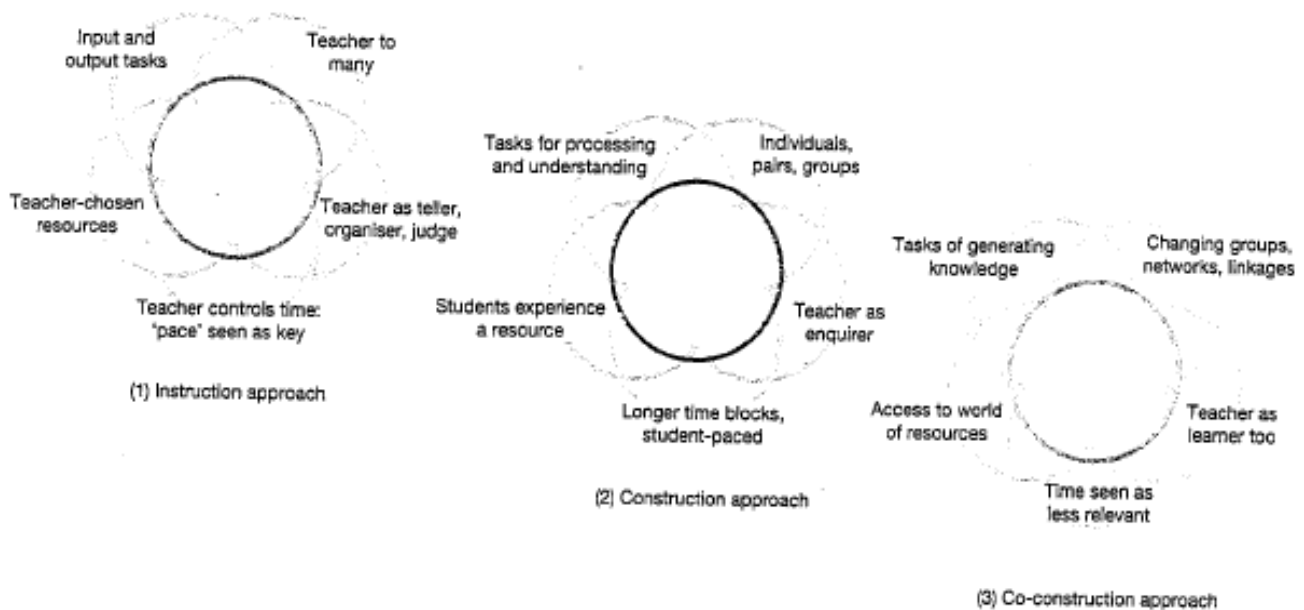 Input and
output tasks
Teacher to
many
Teacher-chosen
resources
Teacher as teller,
organiser, judge
Teacher controls time:
'pace' seen as key
(1) Instruction approach
Tasks for processing
and understanding
Individuals,
pairs, groups
Students experience
a resource
Teacher as
enquirer
Longer time blocks,
student-paced
(2) Construction approach
Tasks of generating
knowledge
Changing groups,
networks, linkages
Access to world
of resources
Teacher as
learner too
Time seen as
less relevant
(3) Co-construction approach